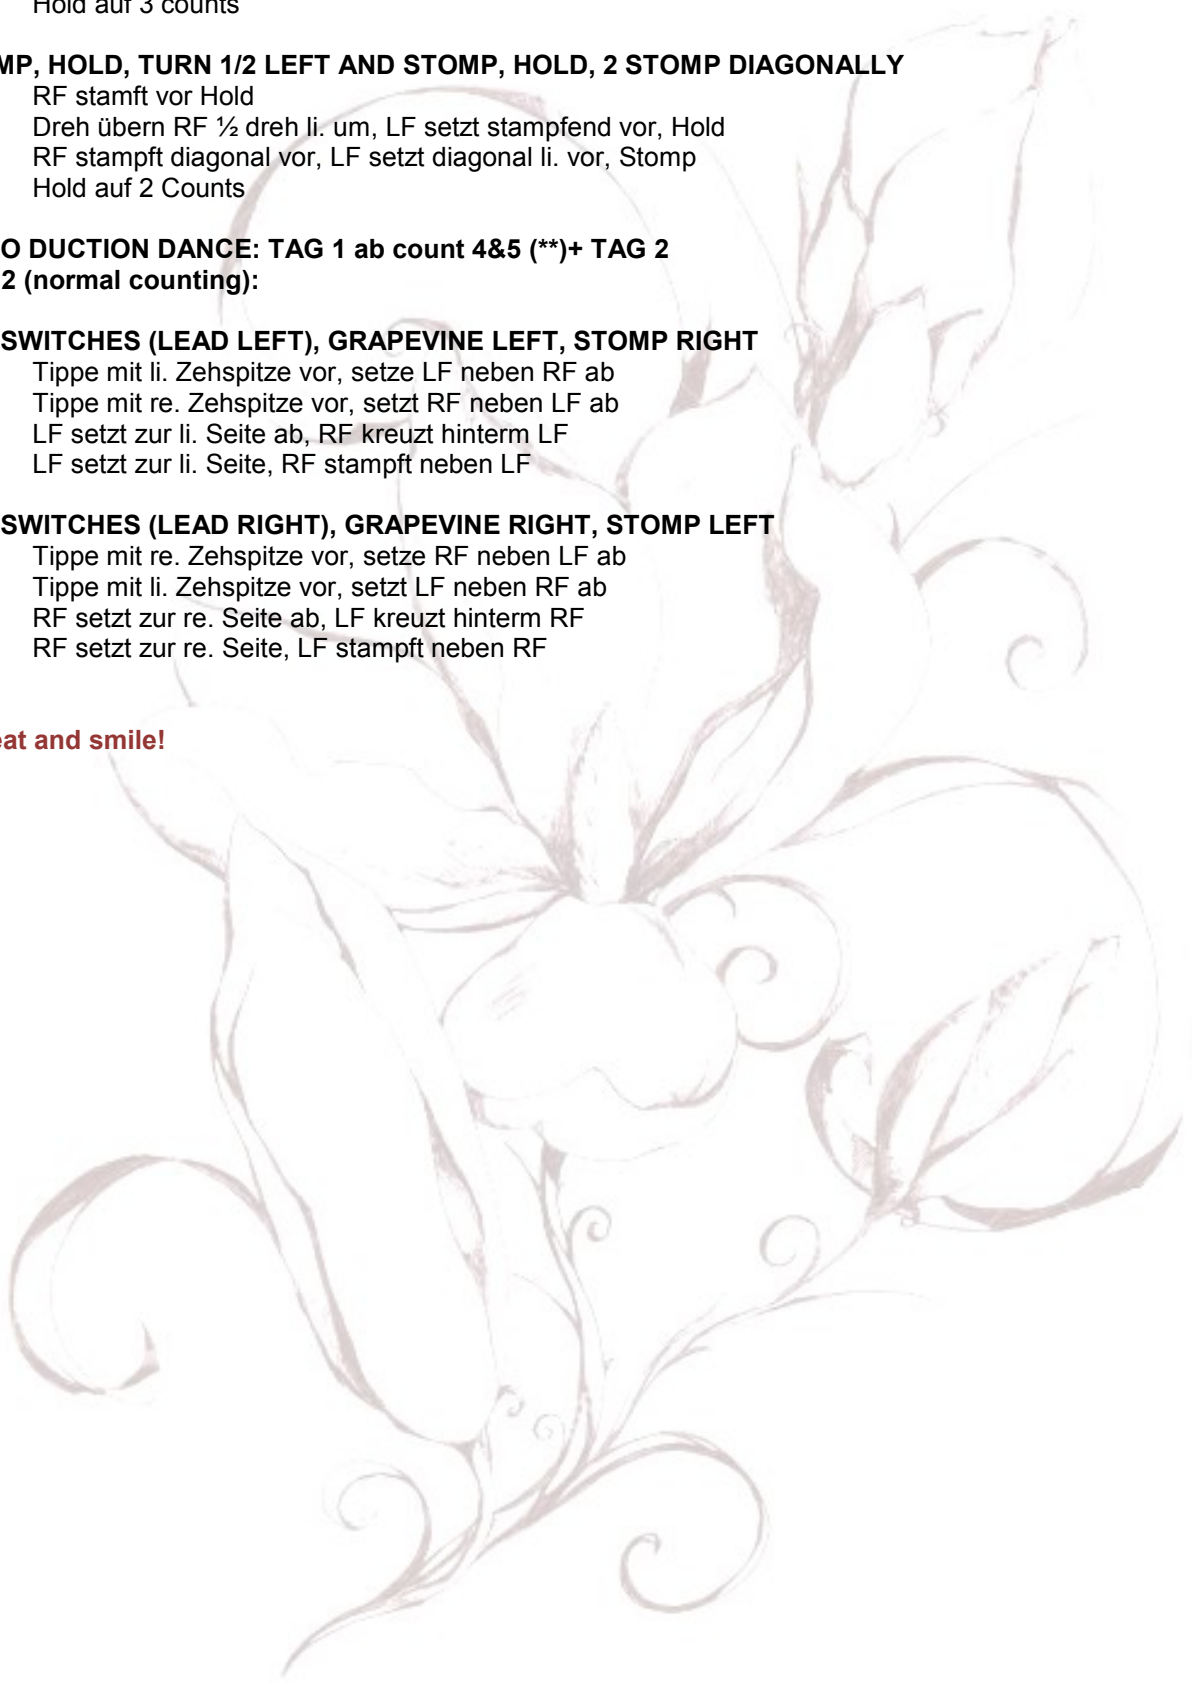 Hold auf 3 counts
MP, HOLD, TURN 1/2 LEFT AND STOMP, HOLD, 2 STOMP DIAGONALLY
RF stamft vor Hold
Dreh übern RF ½ dreh li. um, LF setzt stampfend vor, Hold
RF stampft diagonal vor, LF setzt diagonal li. vor, Stomp
Hold auf 2 Counts
O DUCTION DANCE: TAG 1 ab count 4&5 (**)+ TAG 2
2 (normal counting):
SWITCHES (LEAD LEFT), GRAPEVINE LEFT, STOMP RIGHT
Tippe mit li. Zehspitze vor, setze LF neben RF ab
Tippe mit re. Zehspitze vor, setzt RF neben LF ab
LF setzt zur li. Seite ab, RF kreuzt hinterm LF
LF setzt zur li. Seite, RF stampft neben LF
SWITCHES (LEAD RIGHT), GRAPEVINE RIGHT, STOMP LEFT
Tippe mit re. Zehspitze vor, setze RF neben LF ab
Tippe mit li. Zehspitze vor, setzt LF neben RF ab
RF setzt zur re. Seite ab, LF kreuzt hinterm RF
RF setzt zur re. Seite, LF stampft neben RF
eat and smile!